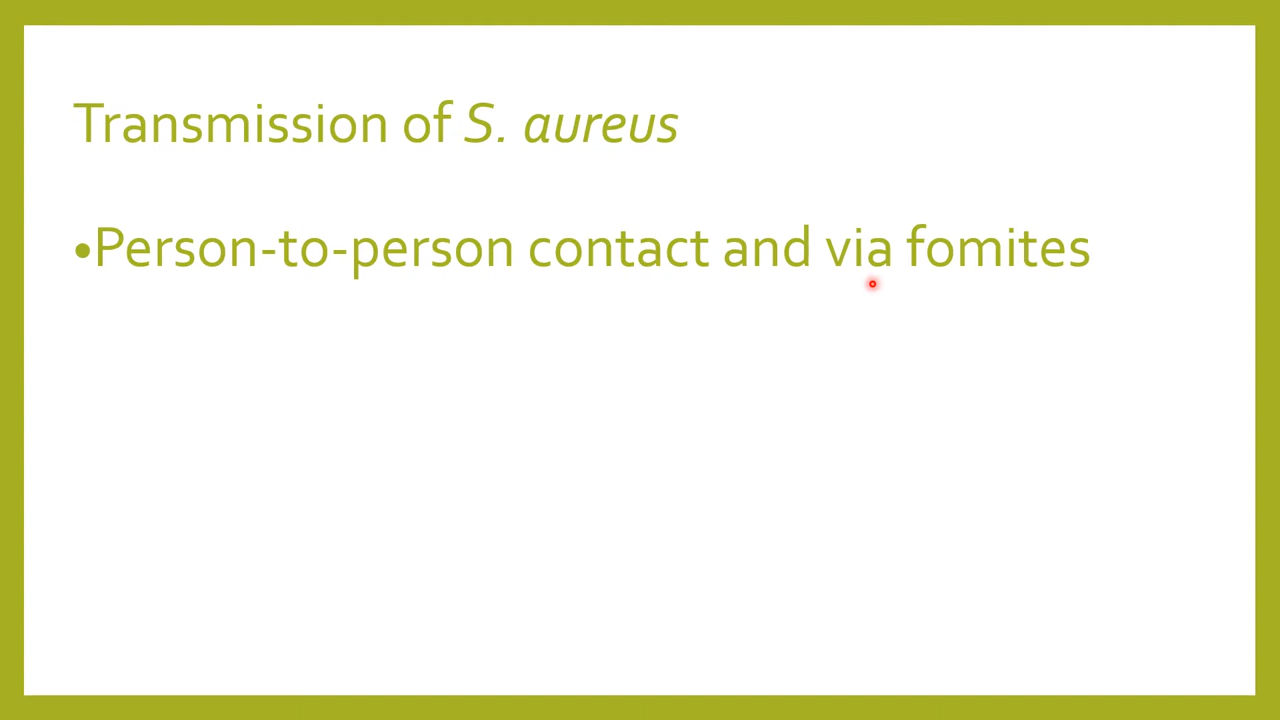 Transmission of S. aureus
•Person-to-person contact and via fomites